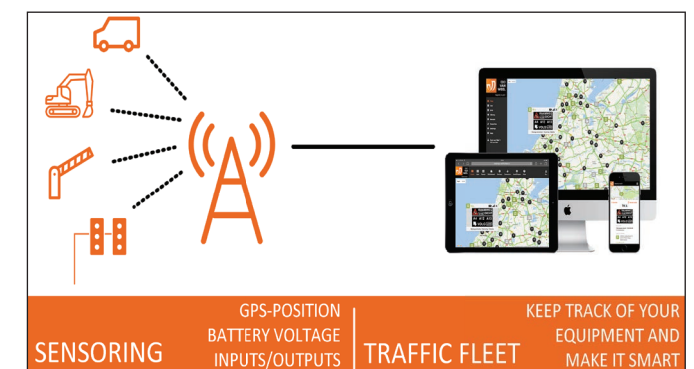 SENSORING
GPS-POSITION
BATTERY VOLTAGE
INPUTS/OUTPUTS
TRAFFIC FLEET
KEEP TRACK OF YOUR
EQUIPMENT AND
MAKE IT SMART